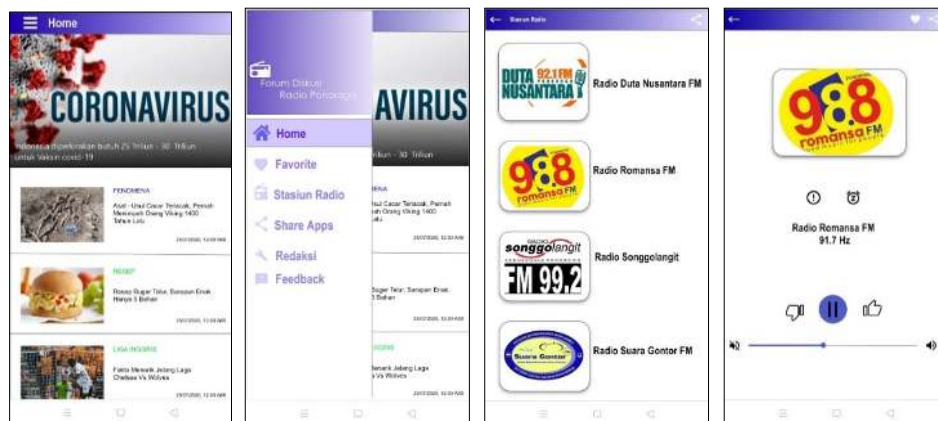 Home
CORONAVIRUS
Indonesia diperkirakan butuh 25 Triliun - 30 Triliun
untuk Vaksin covid-19
FENOMENA
Asal - Usul Cacar Terlacak, Pernah
Menginfeksi Orang Viking 1400
Tahun Lalu
RESEP
Resep Burger Telur, Sarapan Enak
Hanya 5 Bahan
LIGA INGGRIS
Fakta Menarik Jelang Laga
Chelsea Vs Wolves
Forum Diskusi
Radio Ponorogo
Home
Favorite
Stasiun Radio
Share Apps
Redaksi
Feedback
AVIRUS
Stasiun Radio
DUTA 92.1 FM
NUSANTARA
Radio Duta Nusantara FM
98.8
romansa FM
Radio Romansa FM
RADIO
songgolangit
FM 99.2
Radio Songgolangit
Suara Gontor
Radio Suara Gontor FM
98.8
romansa FM
Radio Romansa FM
91.7 Hz